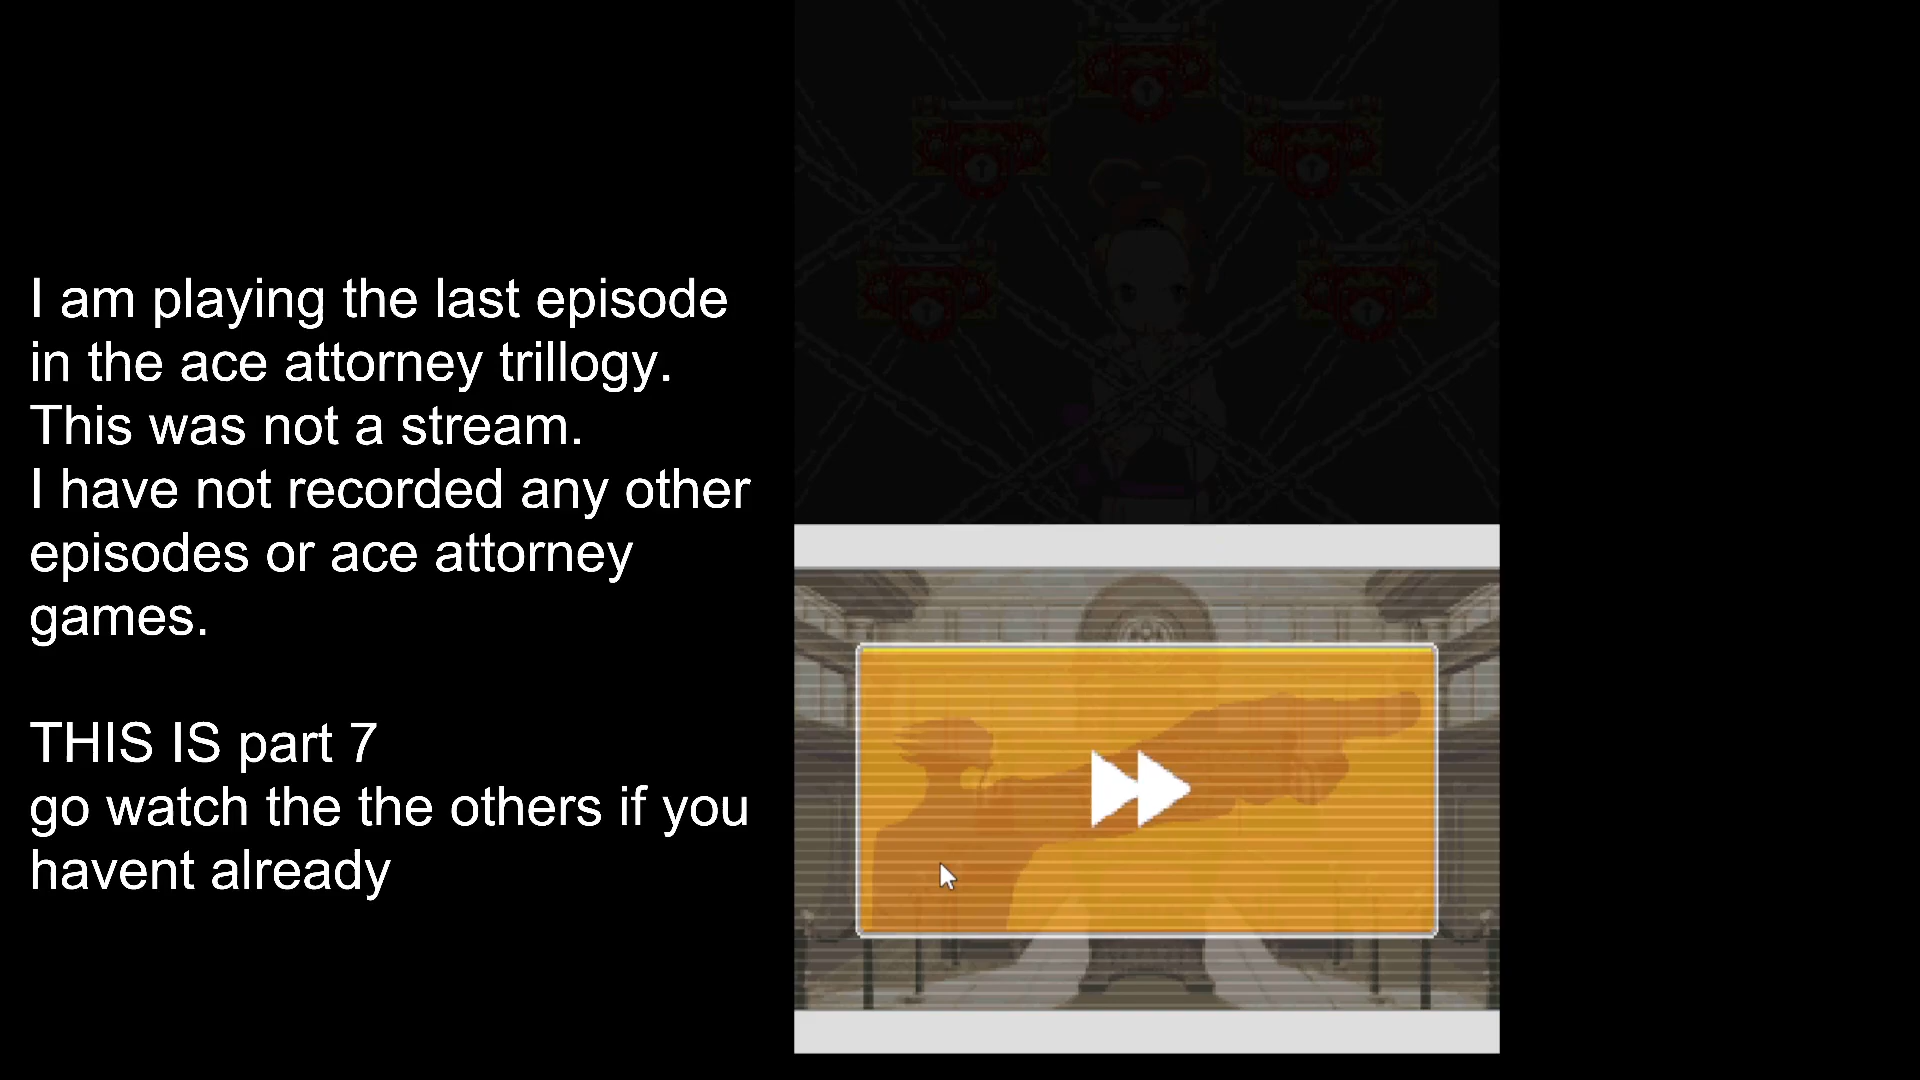 I am playing the last episode
in the ace attorney trillogy.
This was not a stream.
I have not recorded any other
episodes or ace attorney
games.
THIS IS part 7
go watch the the others if you
havent already